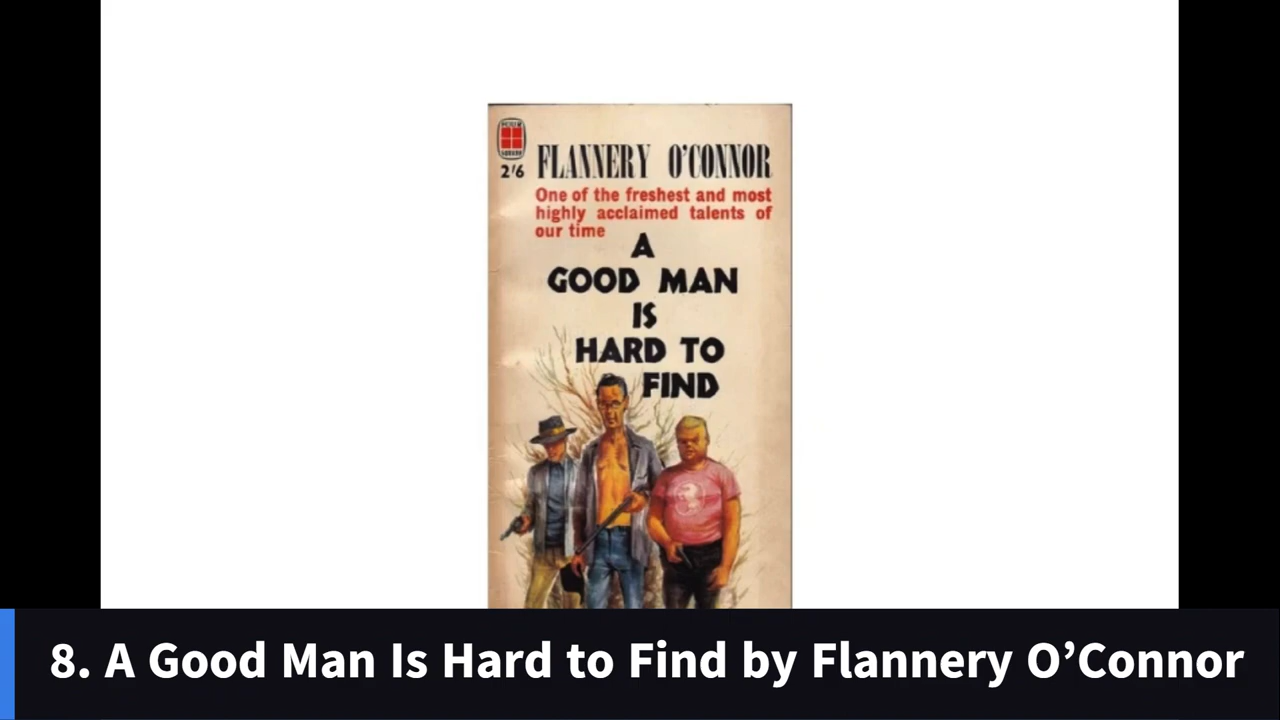 2'6
FLANNERY O'CONNOR
One of the freshest and most
highly acclaimed talents of
our time
A
GOOD MAN
IS
HARD TO
FIND
8. A Good Man Is Hard to Find by Flannery O’Connor